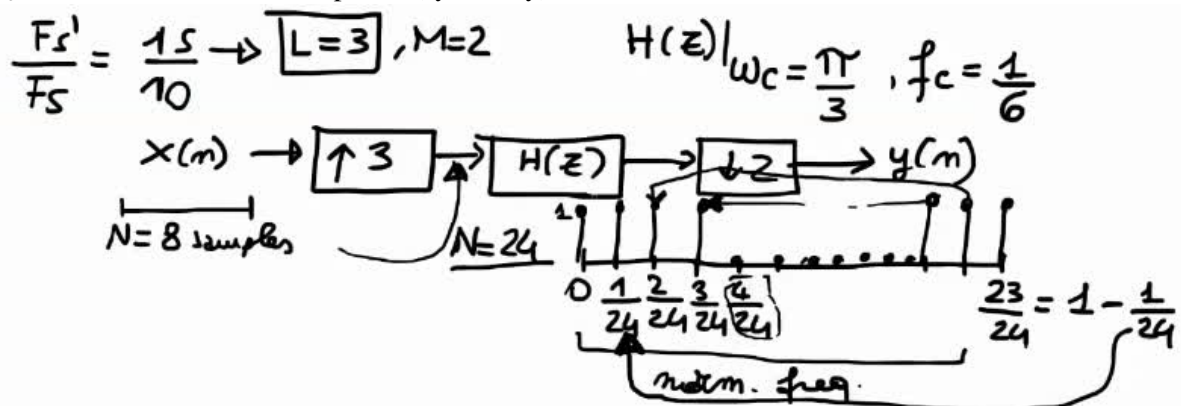 Fs'/Fs = 15/10 → L=3 , M=2
H(z)|ωc = π/3 , fc = 1/6
x(n) → ↑3 → H(z) → ↓2 → y(n)
N= 8 samples
N=24
1
0 1/24 2/24 3/24 4/24 23/24 = 1 - 1/24
norm. freq.